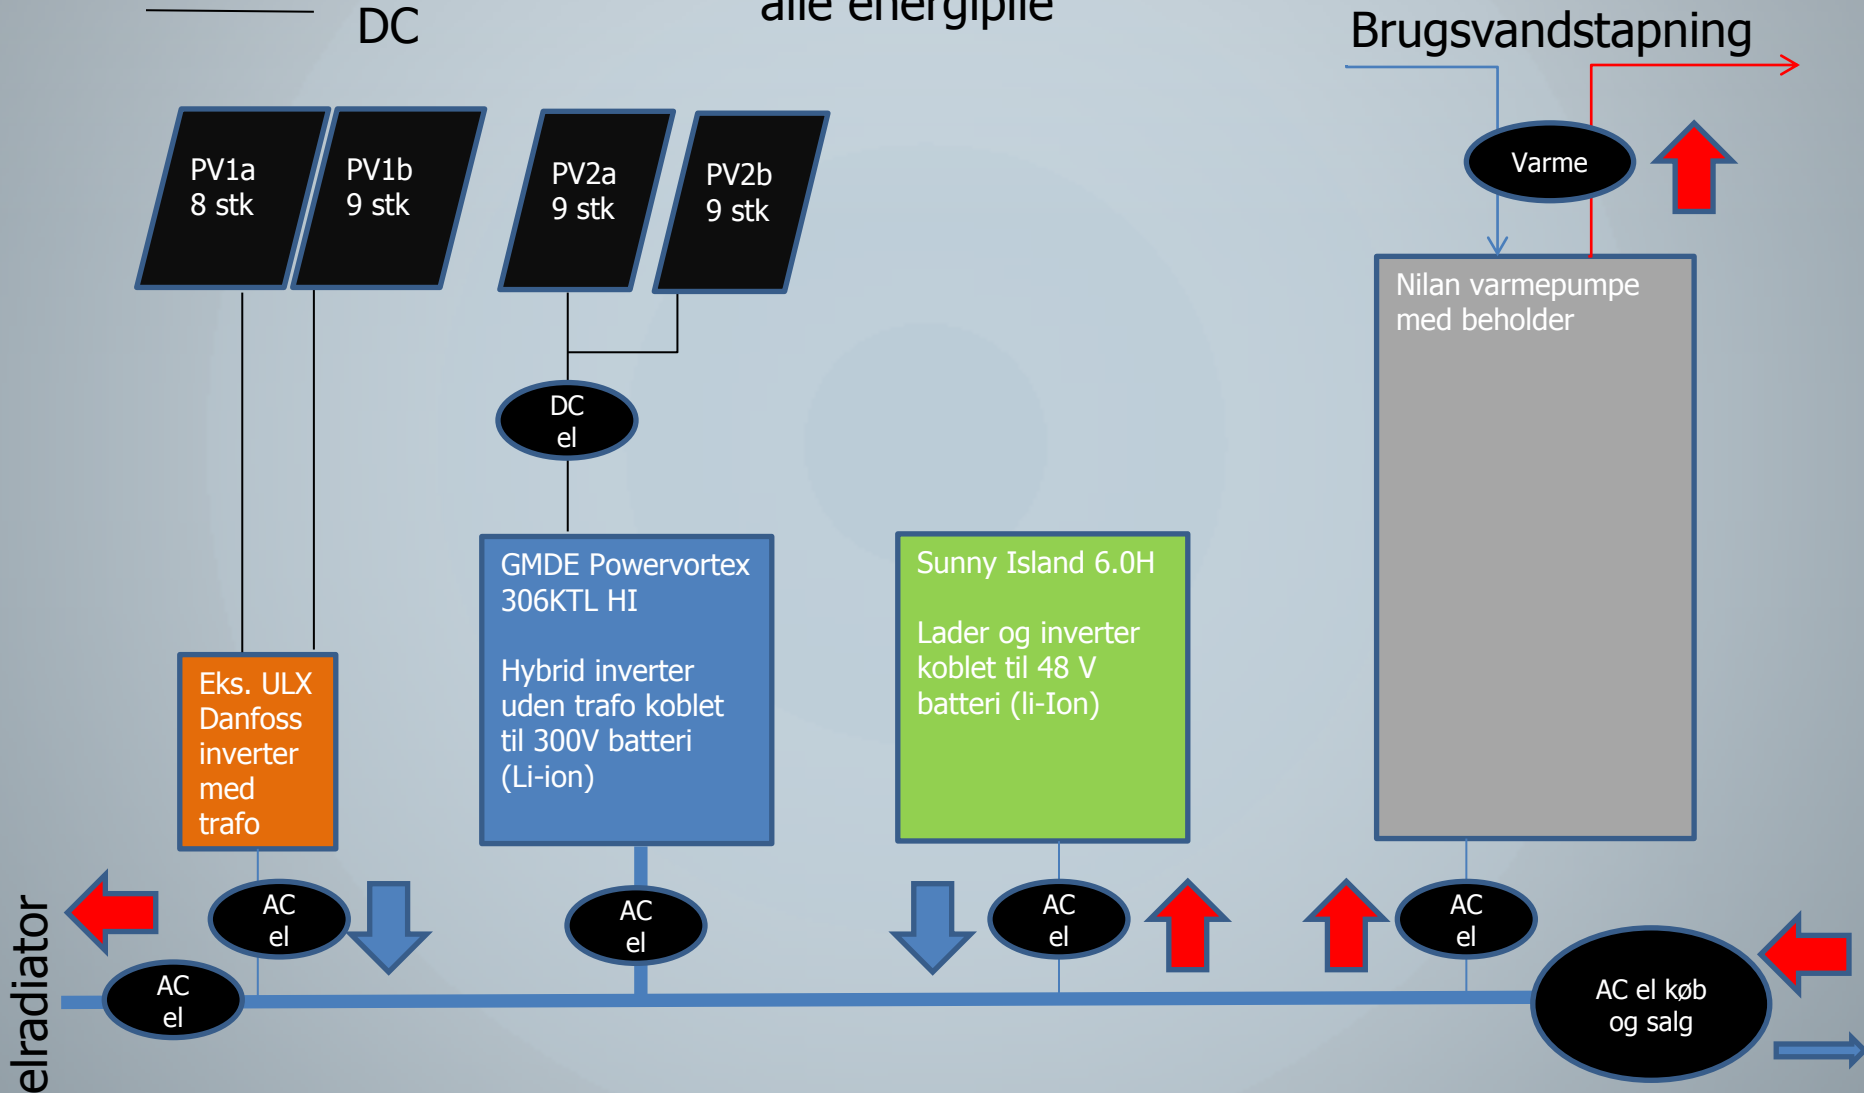 alle energipile
DC
Brugsvandstapning
PV1a
8 stk
PV1b
9 stk
PV2a
9 stk
PV2b
9 stk
Varme
Nilan varmepumpe
med beholder
DC
el
GMDE Powervortex
306KTL HI
Hybrid inverter
uden trafo koblet
til 300V batteri
(Li-ion)
Sunny Island 6.0H
Lader og inverter
koblet til 48 V
batteri (li-Ion)
Eks. ULX
Danfoss
inverter
med
trafo
AC
el
AC
el
AC
el
AC
el
AC
el
AC el køb
og salg
elradiator